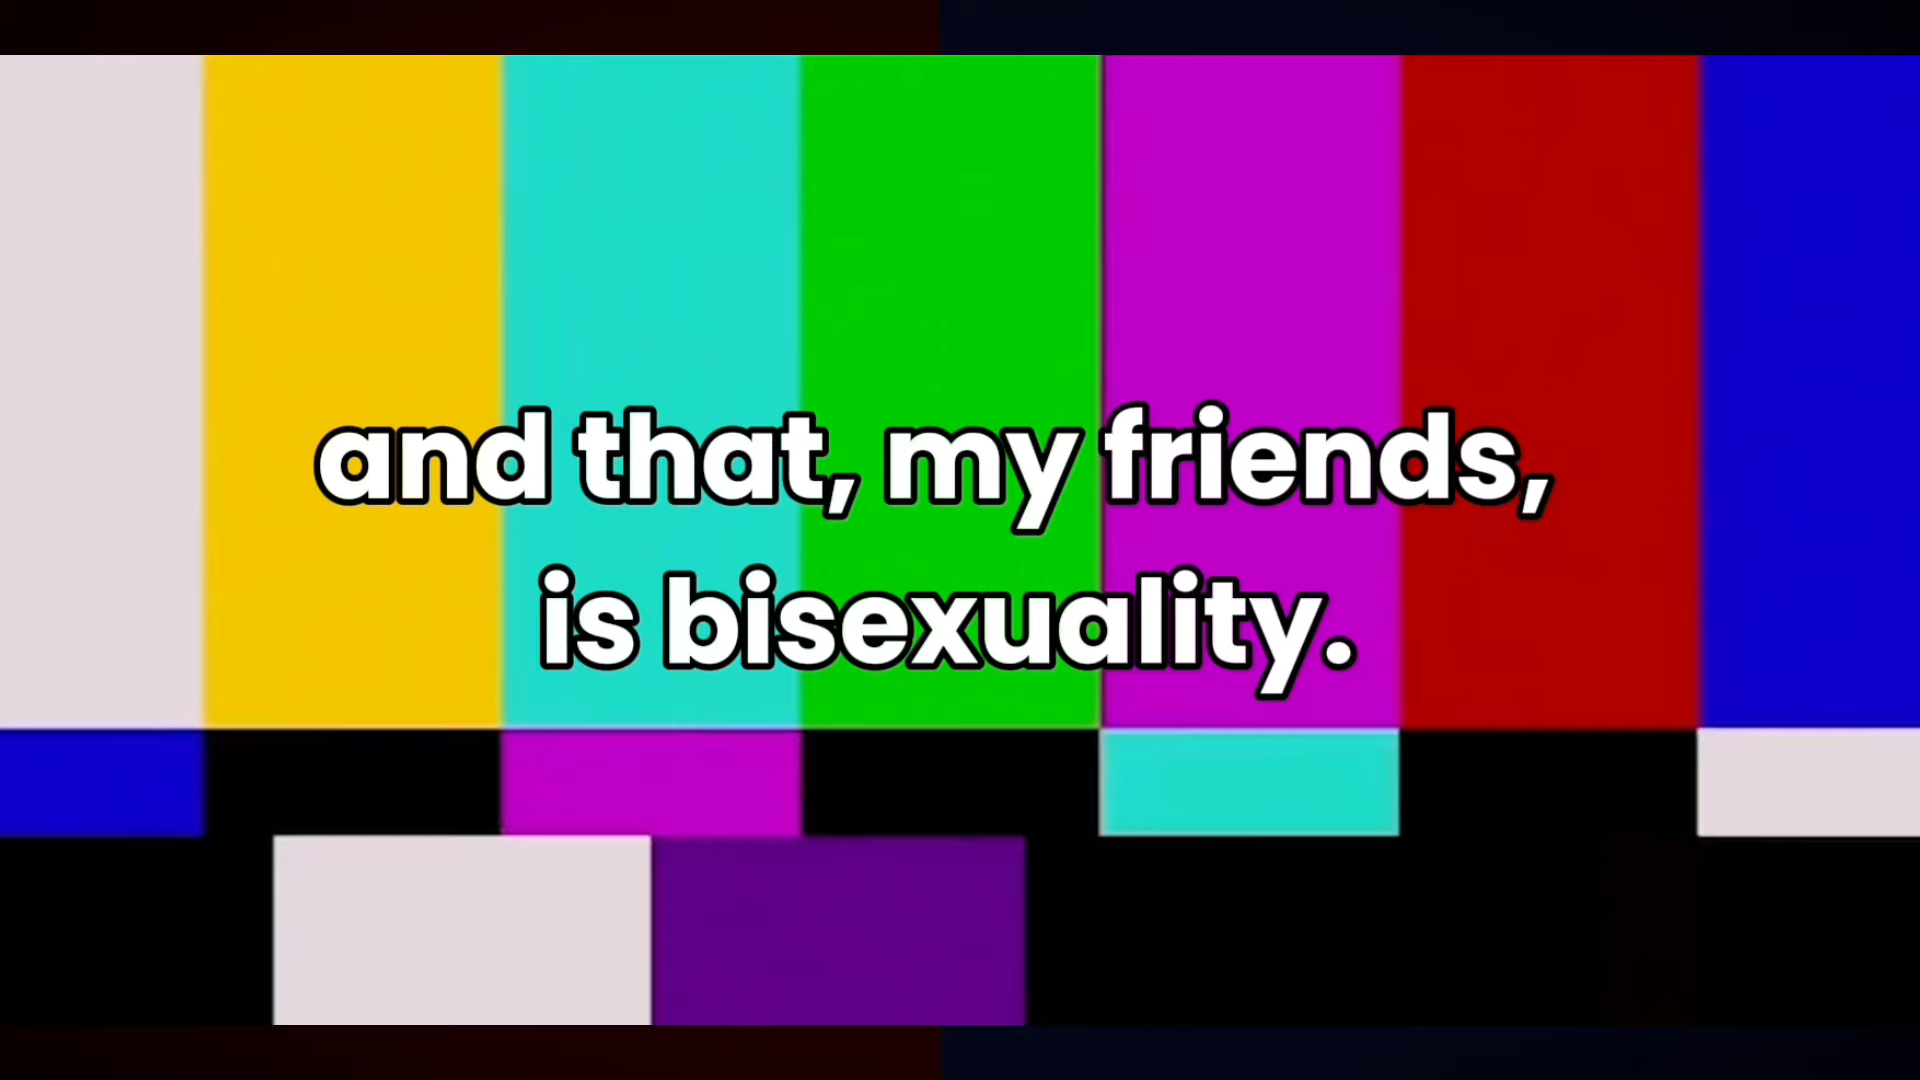 and that, my friends,
is bisexuality.